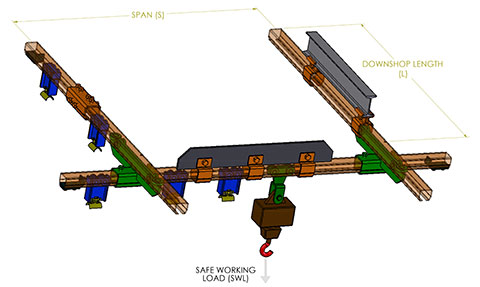 SPAN (S)
DOWNSHOP LENGTH
(L)
SAFE WORKING
LOAD (SWL)